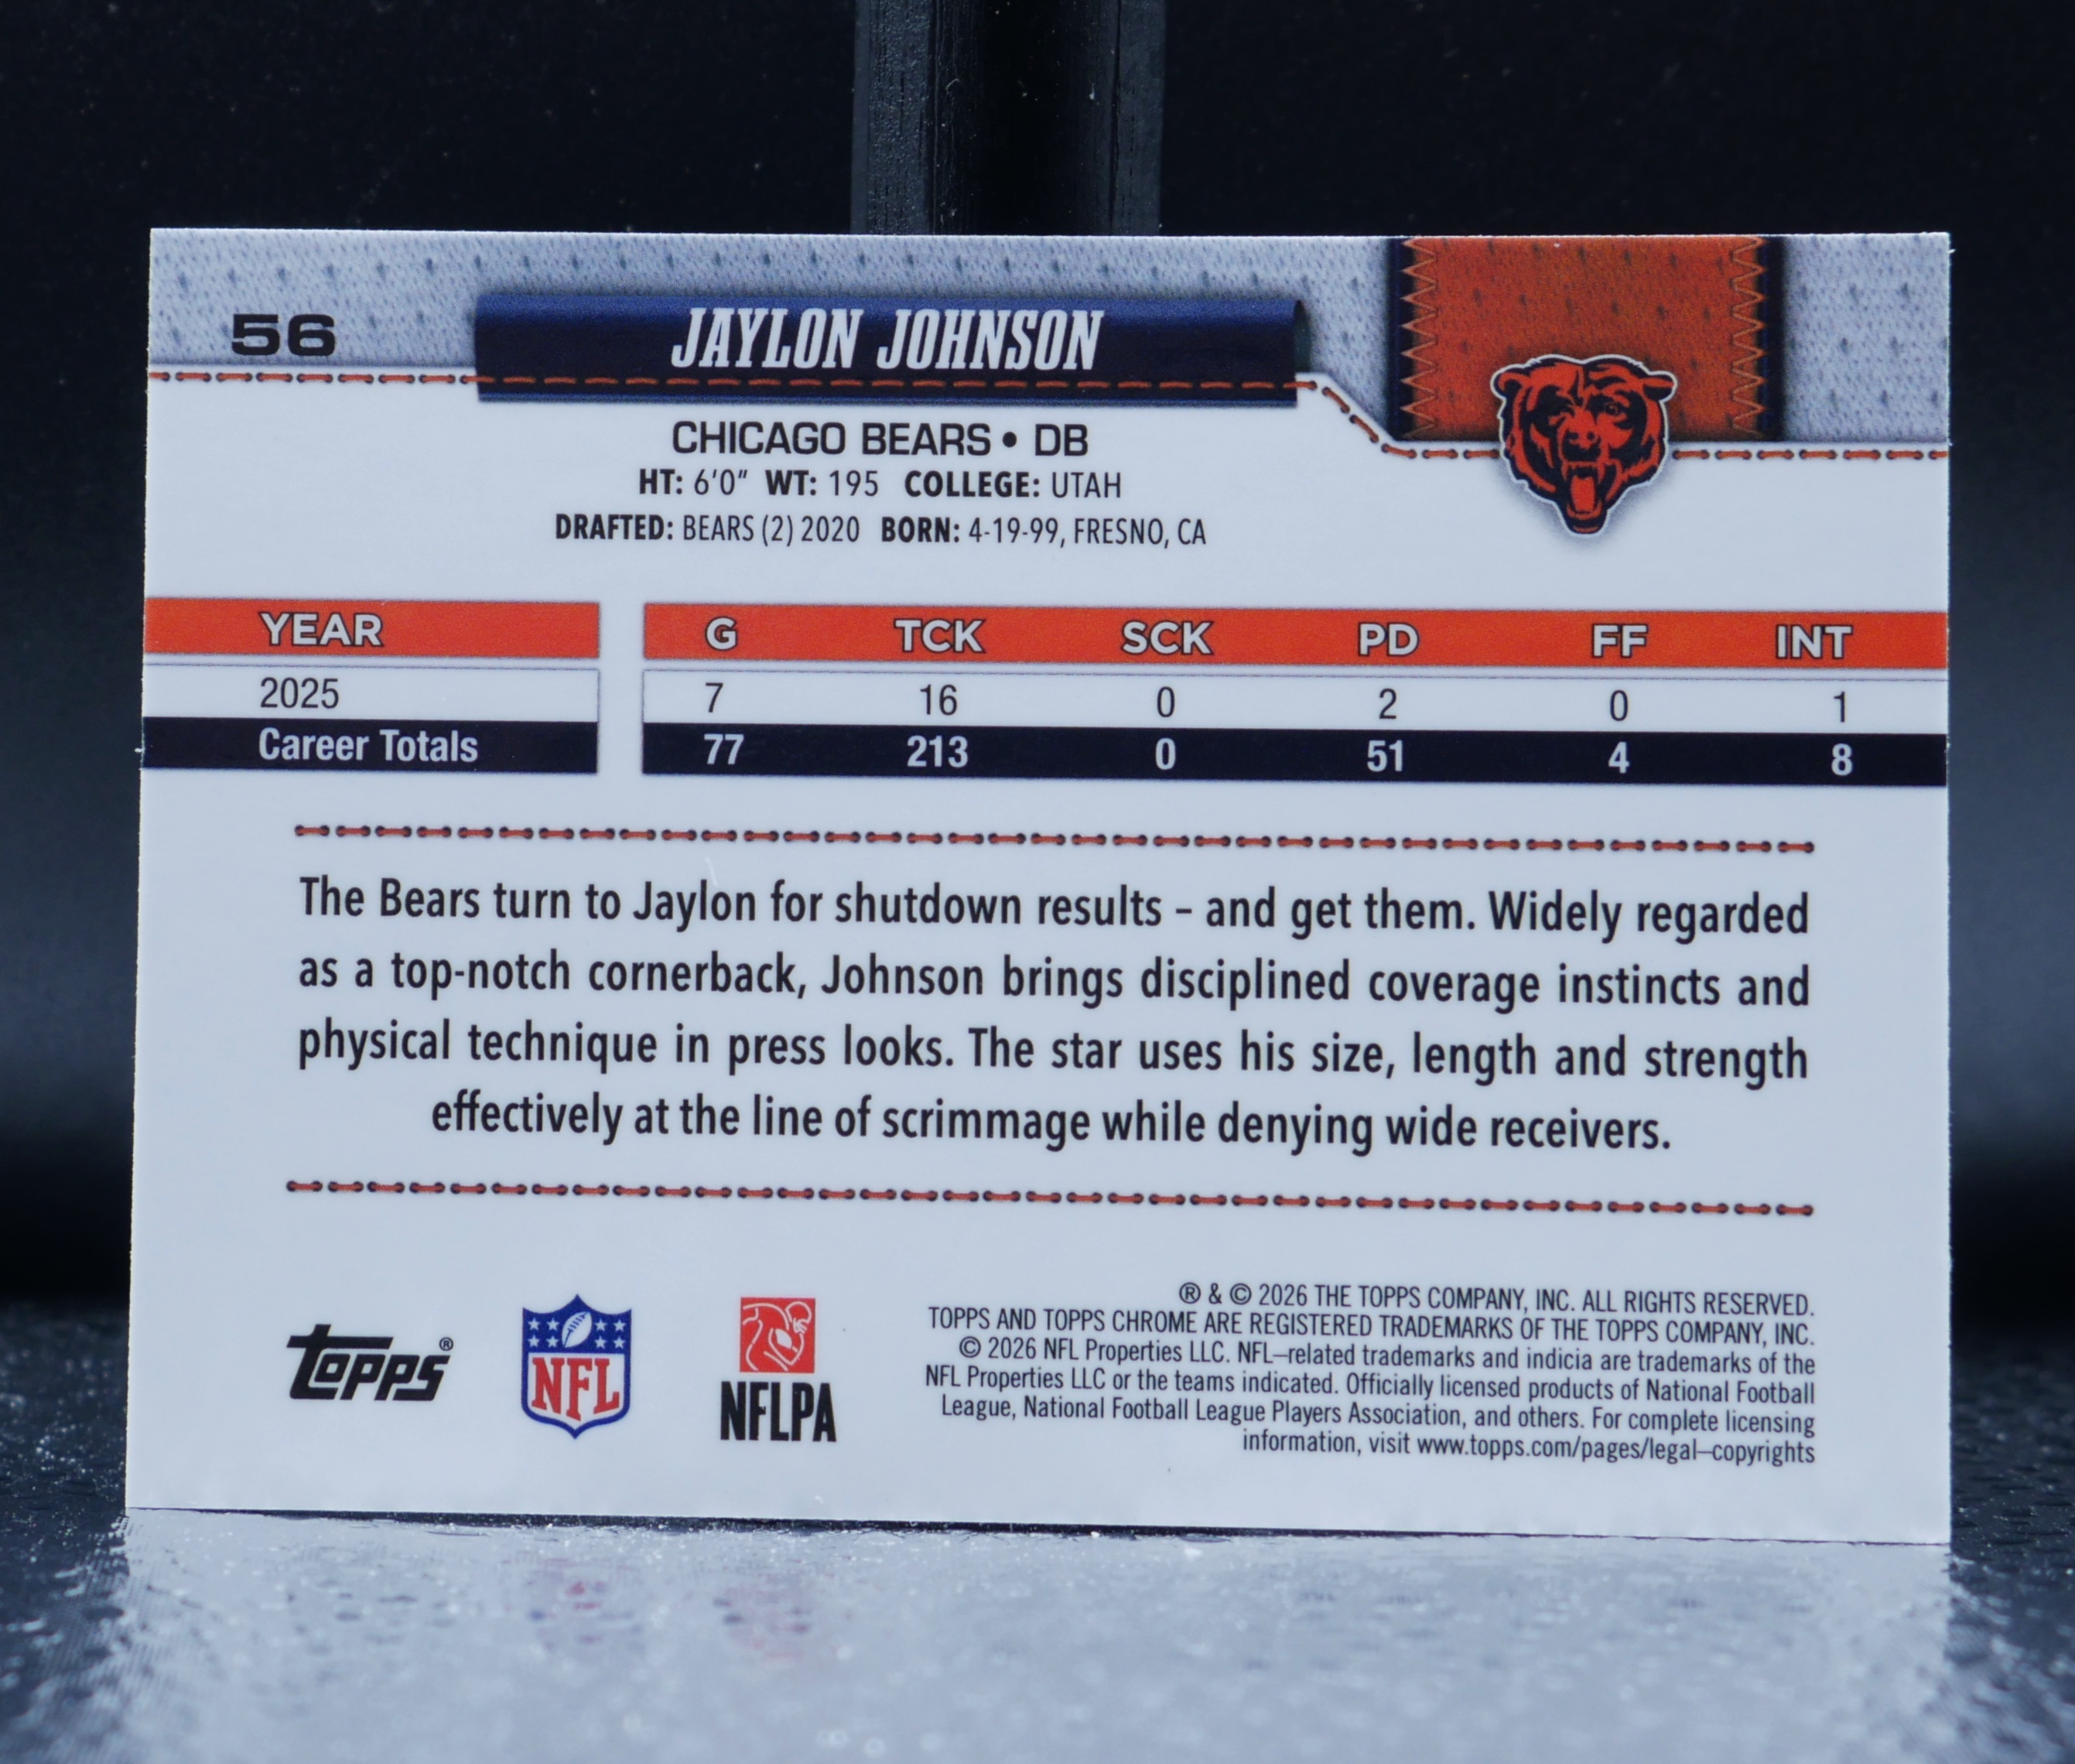 56
JAYLON JOHNSON
CHICAGO BEARS • DB
HT: 6'0" WT: 195 COLLEGE: UTAH
DRAFTED: BEARS (2) 2020 BORN: 4-19-99, FRESNO, CA
YEAR G TCK SCK PD FF INT
2025 7 16 0 2 0 1
Career Totals 77 213 0 51 4 8
The Bears turn to Jaylon for shutdown results – and get them. Widely regarded
as a top-notch cornerback, Johnson brings disciplined coverage instincts and
physical technique in press looks. The star uses his size, length and strength
effectively at the line of scrimmage while denying wide receivers.
Topps®
NFL
NFLPA
® & © 2026 THE TOPPS COMPANY, INC. ALL RIGHTS RESERVED.
TOPPS AND TOPPS CHROME ARE REGISTERED TRADEMARKS OF THE TOPPS COMPANY, INC.
© 2026 NFL Properties LLC. NFL–related trademarks and indicia are trademarks of the
NFL Properties LLC or the teams indicated. Officially licensed products of National Football
League, National Football League Players Association, and others. For complete licensing
information, visit www.topps.com/pages/legal–copyrights